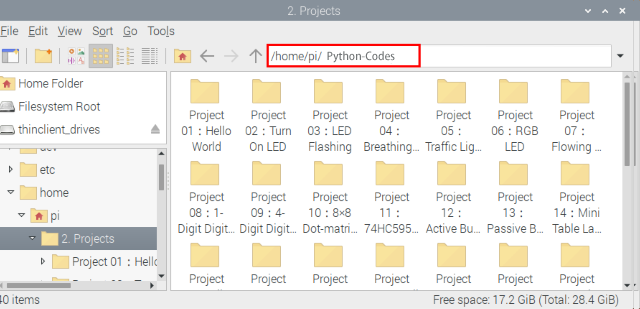 2. Projects
File Edit View Sort Go Tools
/home/pi/ Python-Codes
Home Folder
Filesystem Root
thinclient_drives
etc
home
pi
2. Projects
Project 01：Hello
Project 01：Hello World
Project 02：Turn On LED
Project 03：LED Flashing
Project 04：Breathing...
Project 05：Traffic Lig...
Project 06：RGB LED
Project 07：Flowing ...
Project 08：1-Digit Digit...
Project 09：4-Digit Digit...
Project 10：8×8 Dot-matri...
Project 11：74HC595...
Project 12：Active Bu...
Project 13：Passive B...
Project 14：Mini Table La...
Project
Project
Project
Project
Project
Project
Project
40 items
Free space: 17.2 GiB (Total: 28.4 GiB)